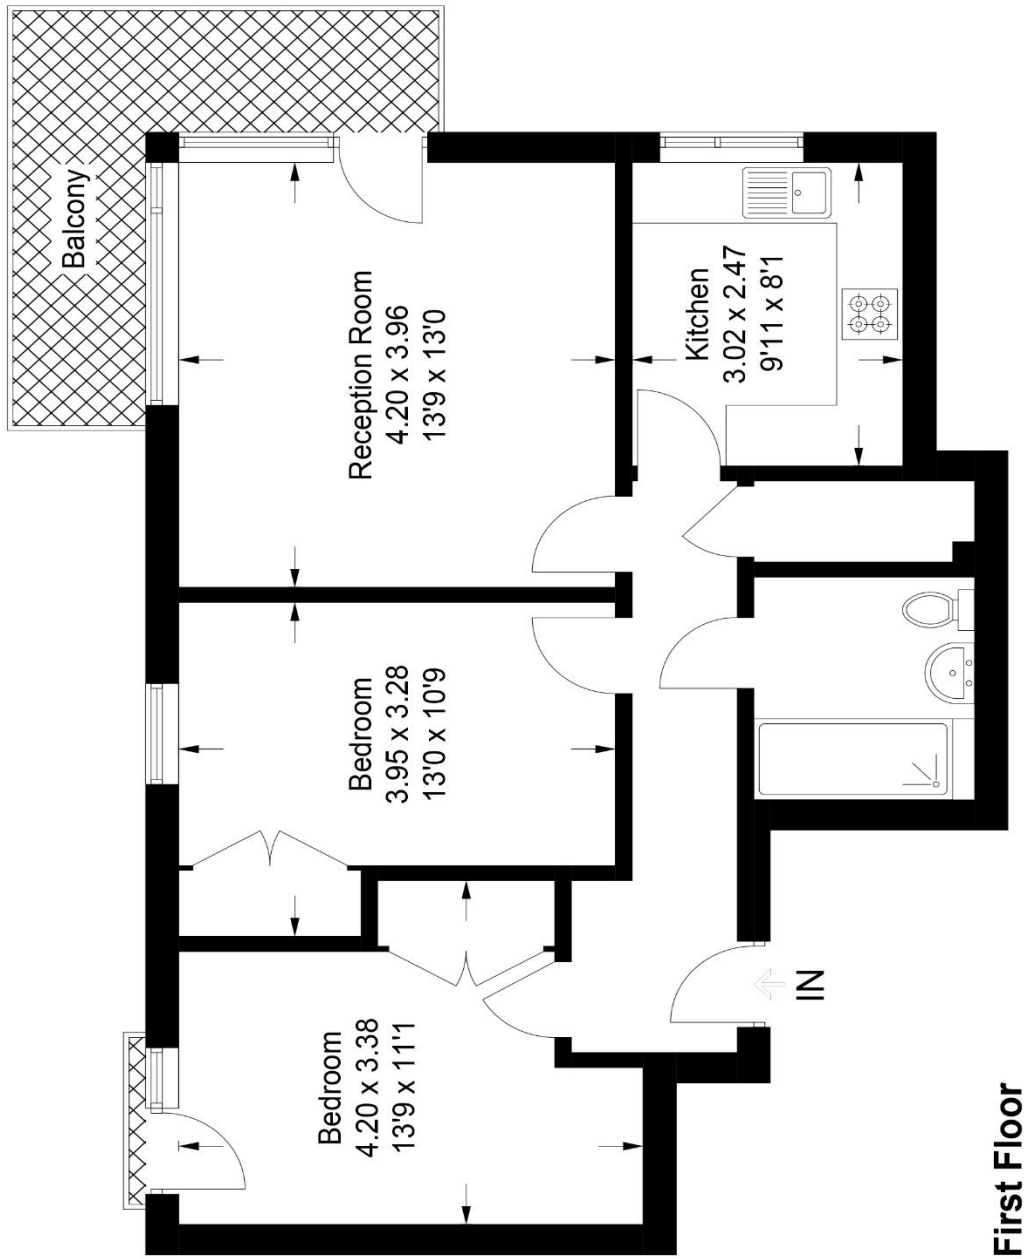 Balcony
Reception Room
4.20 x 3.96
13'9 x 13'0
Kitchen
3.02 x 2.47
9'11 x 8'1
Bedroom
3.95 x 3.28
13'0 x 10'9
Bedroom
4.20 x 3.38
13'9 x 11'1
IN
First Floor